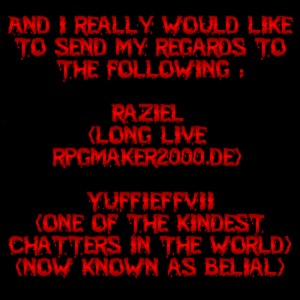 AND I REALLY WOULD LIKE
TO SEND MY REGARDS TO
THE FOLLOWING :
RAZIEL
(LONG LIVE
RPGMAKER2000.DE)
YUFFIEFFVII
(ONE OF THE KINDEST
CHATTERS IN THE WORLD)
(NOW KNOWN AS BELIAL)